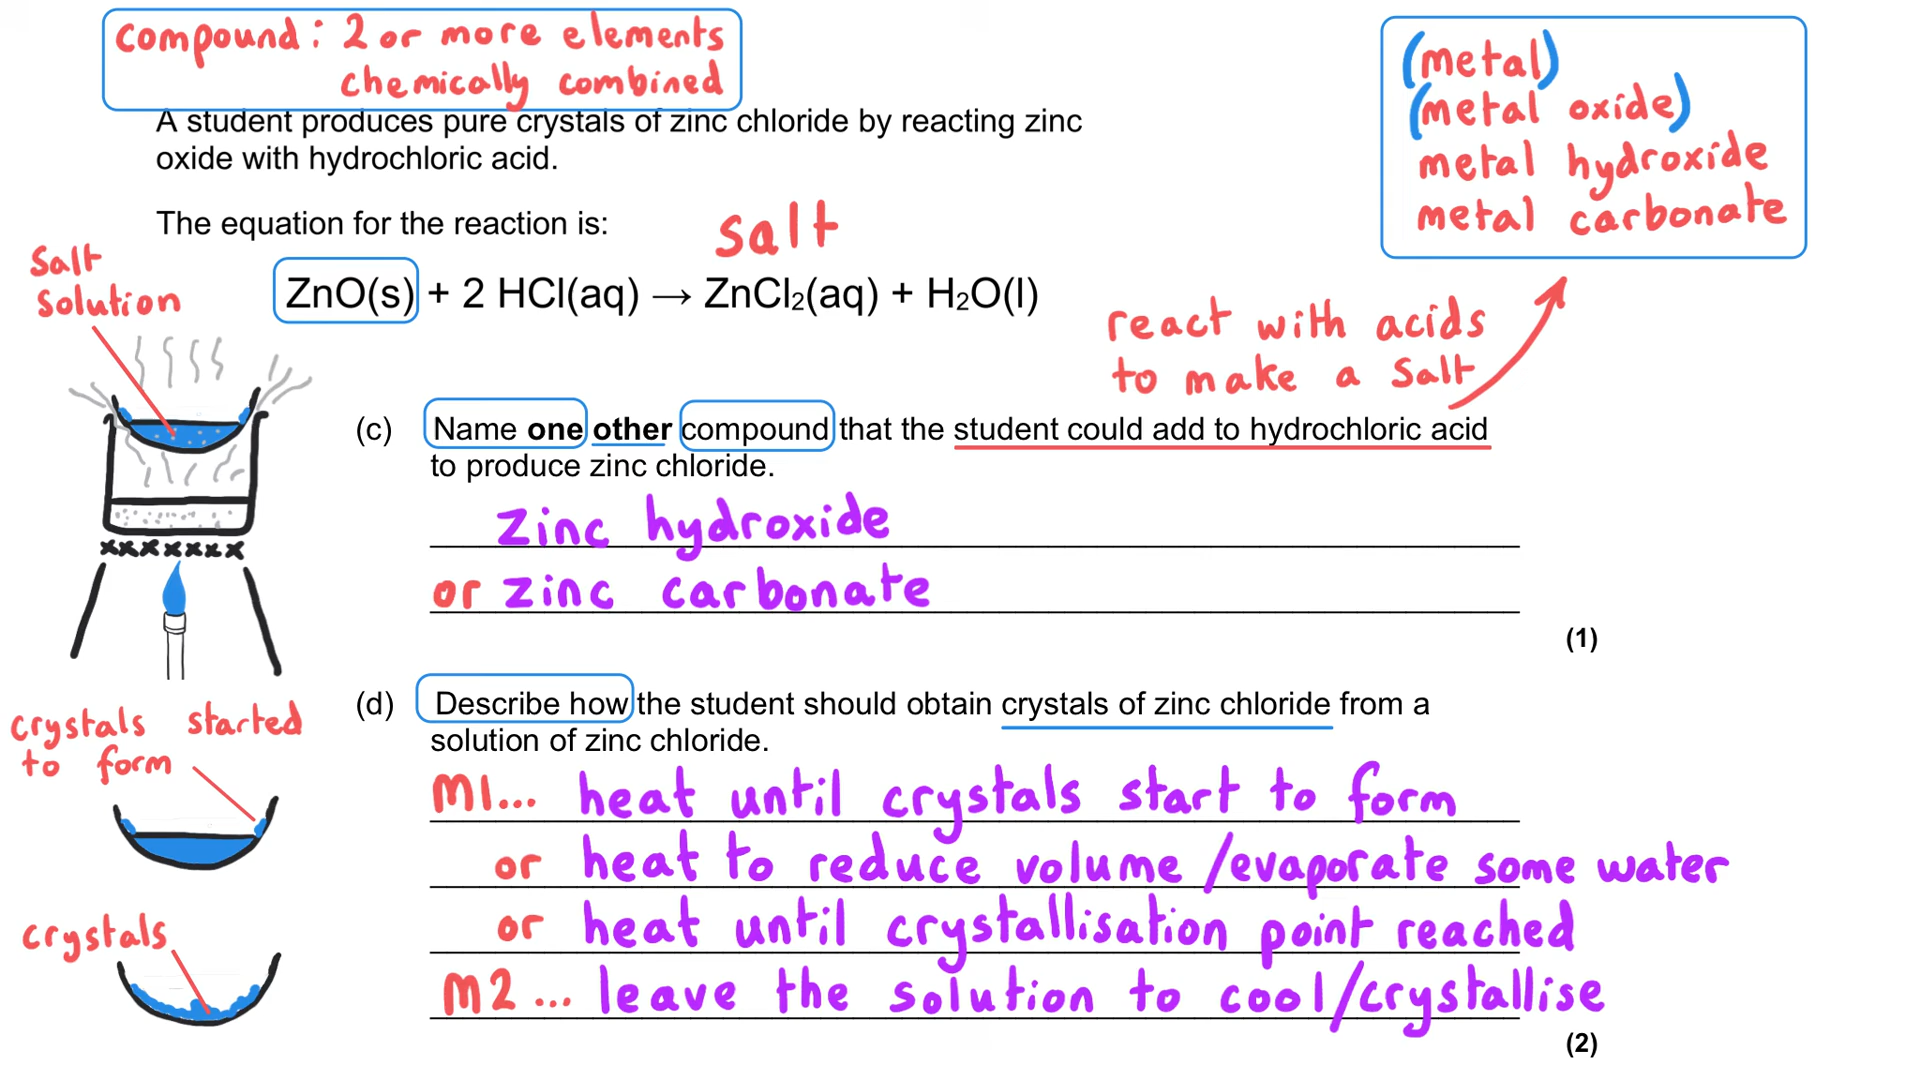 compound: 2 or more elements
chemically combined
A student produces pure crystals of zinc chloride by reacting zinc
oxide with hydrochloric acid.
The equation for the reaction is:
salt
ZnO(s) + 2 HCl(aq) → ZnCl₂(aq) + H₂O(l)
(metal)
(metal oxide)
metal hydroxide
metal carbonate
react with acids
to make a salt
salt
solution
(c) Name one other compound that the student could add to hydrochloric acid
to produce zinc chloride.
zinc hydroxide
or zinc carbonate
(1)
(d) Describe how the student should obtain crystals of zinc chloride from a
solution of zinc chloride.
M1... heat until crystals start to form
or heat to reduce volume /evaporate some water
or heat until crystallisation point reached
M2... leave the solution to cool/crystallise
(2)
crystals started
to form
crystals